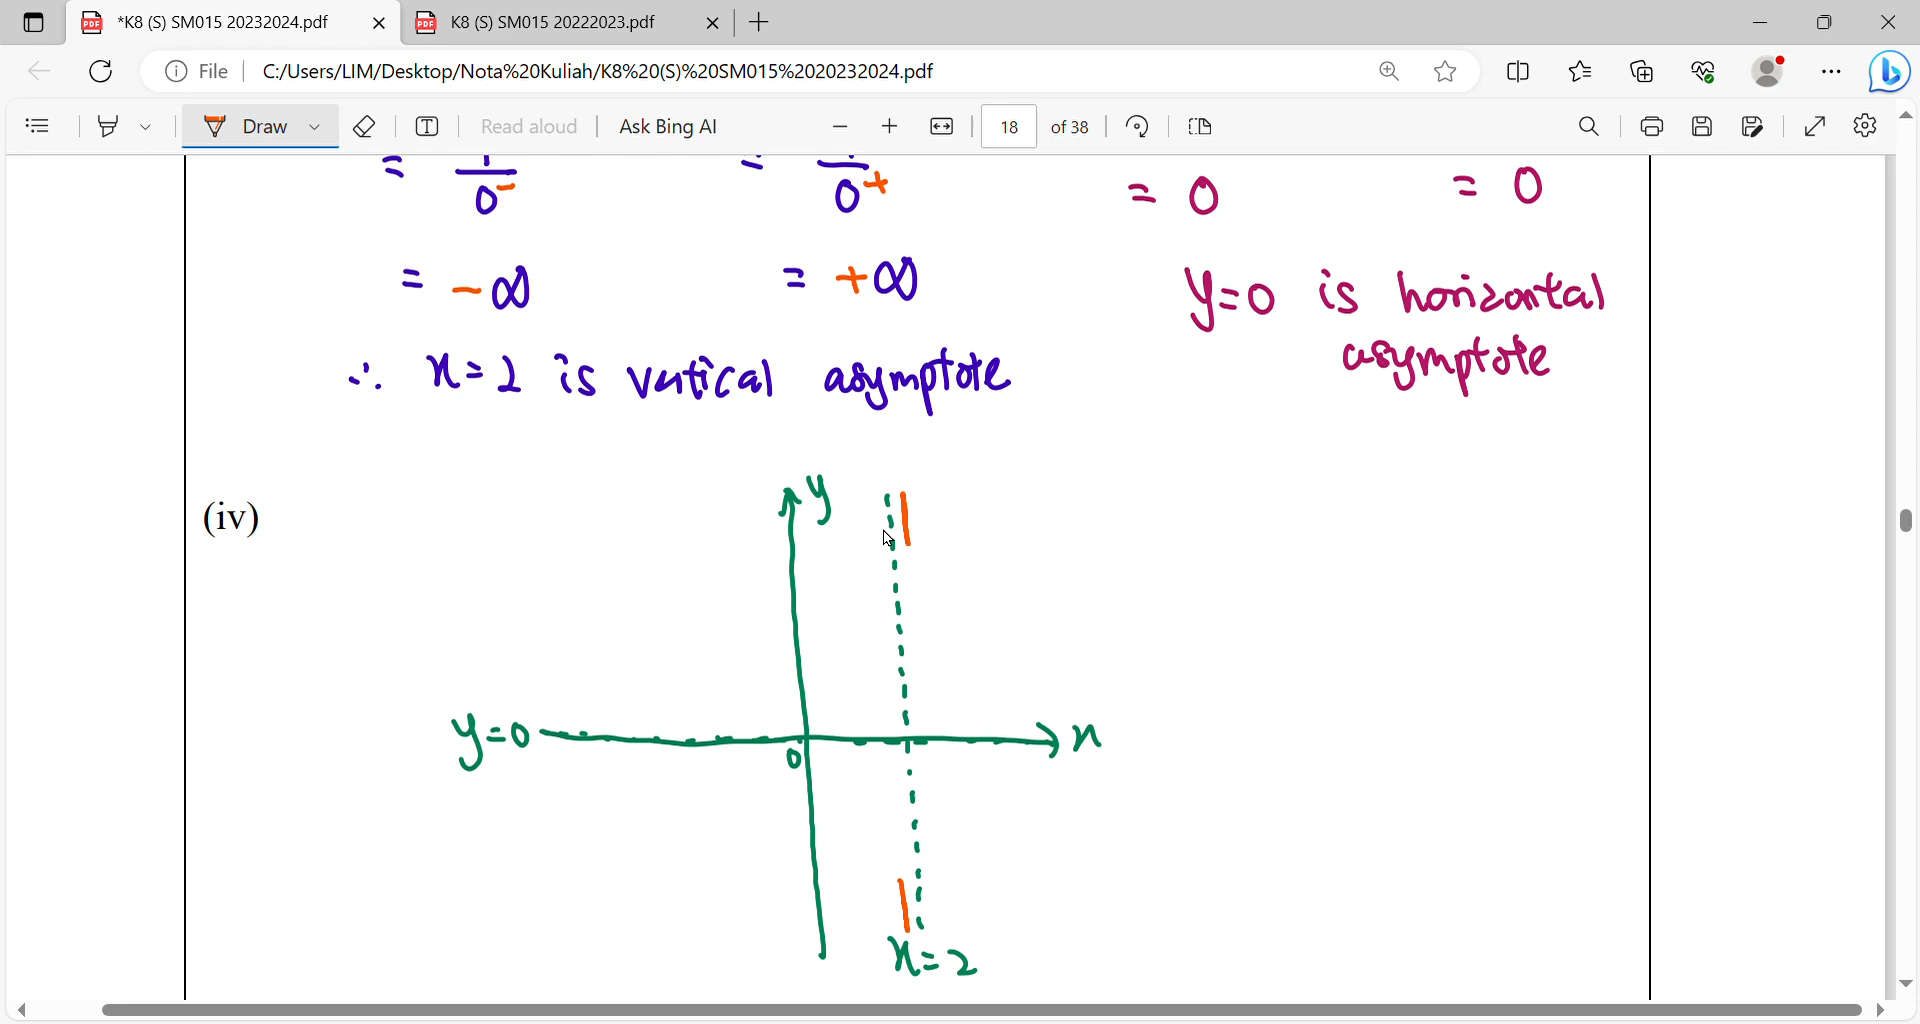 *K8 (S) SM015 20232024.pdf
K8 (S) SM015 20222023.pdf
File
C:/Users/LIM/Desktop/Nota%20Kuliah/K8%20(S)%20SM015%2020232024.pdf
Draw
Read aloud
Ask Bing AI
18 of 38
= 1/0⁻ = 1/0⁺ = 0 = 0
= -∞ = +∞ y=0 is horizontal
asymptote
∴ x=2 is vertical asymptote
(iv)
y
y=0
x
0
x=2